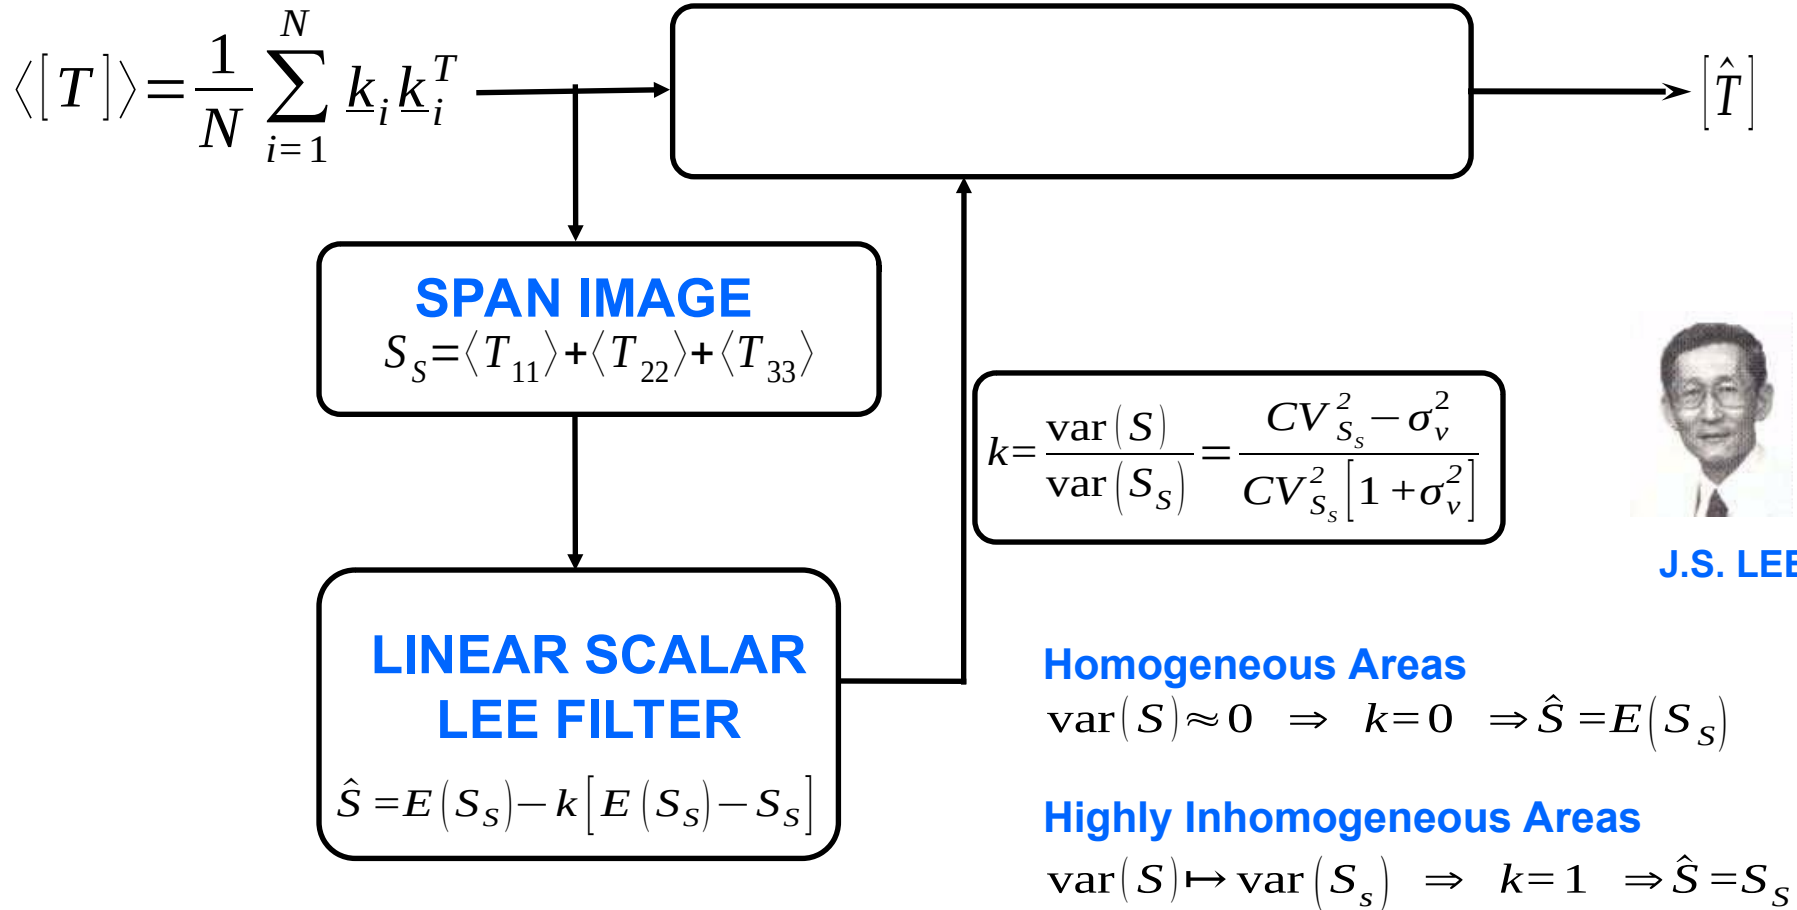 ⟨[T]⟩ = 1/N ∑_{i=1}^{N} k_i k_i^T
[T̂]
SPAN IMAGE
S_S = ⟨T_11⟩ + ⟨T_22⟩ + ⟨T_33⟩
k = var(S) / var(S_S) = (CV²_{S_s} − σ_v²) / (CV²_{S_s} [1 + σ_v²])
J.S. LEE
LINEAR SCALAR
LEE FILTER
Ŝ = E(S_S) − k[E(S_S) − S_S]
Homogeneous Areas
var(S) ≈ 0 ⇒ k = 0 ⇒ Ŝ = E(S_S)
Highly Inhomogeneous Areas
var(S) ↦ var(S_s) ⇒ k = 1 ⇒ Ŝ = S_S